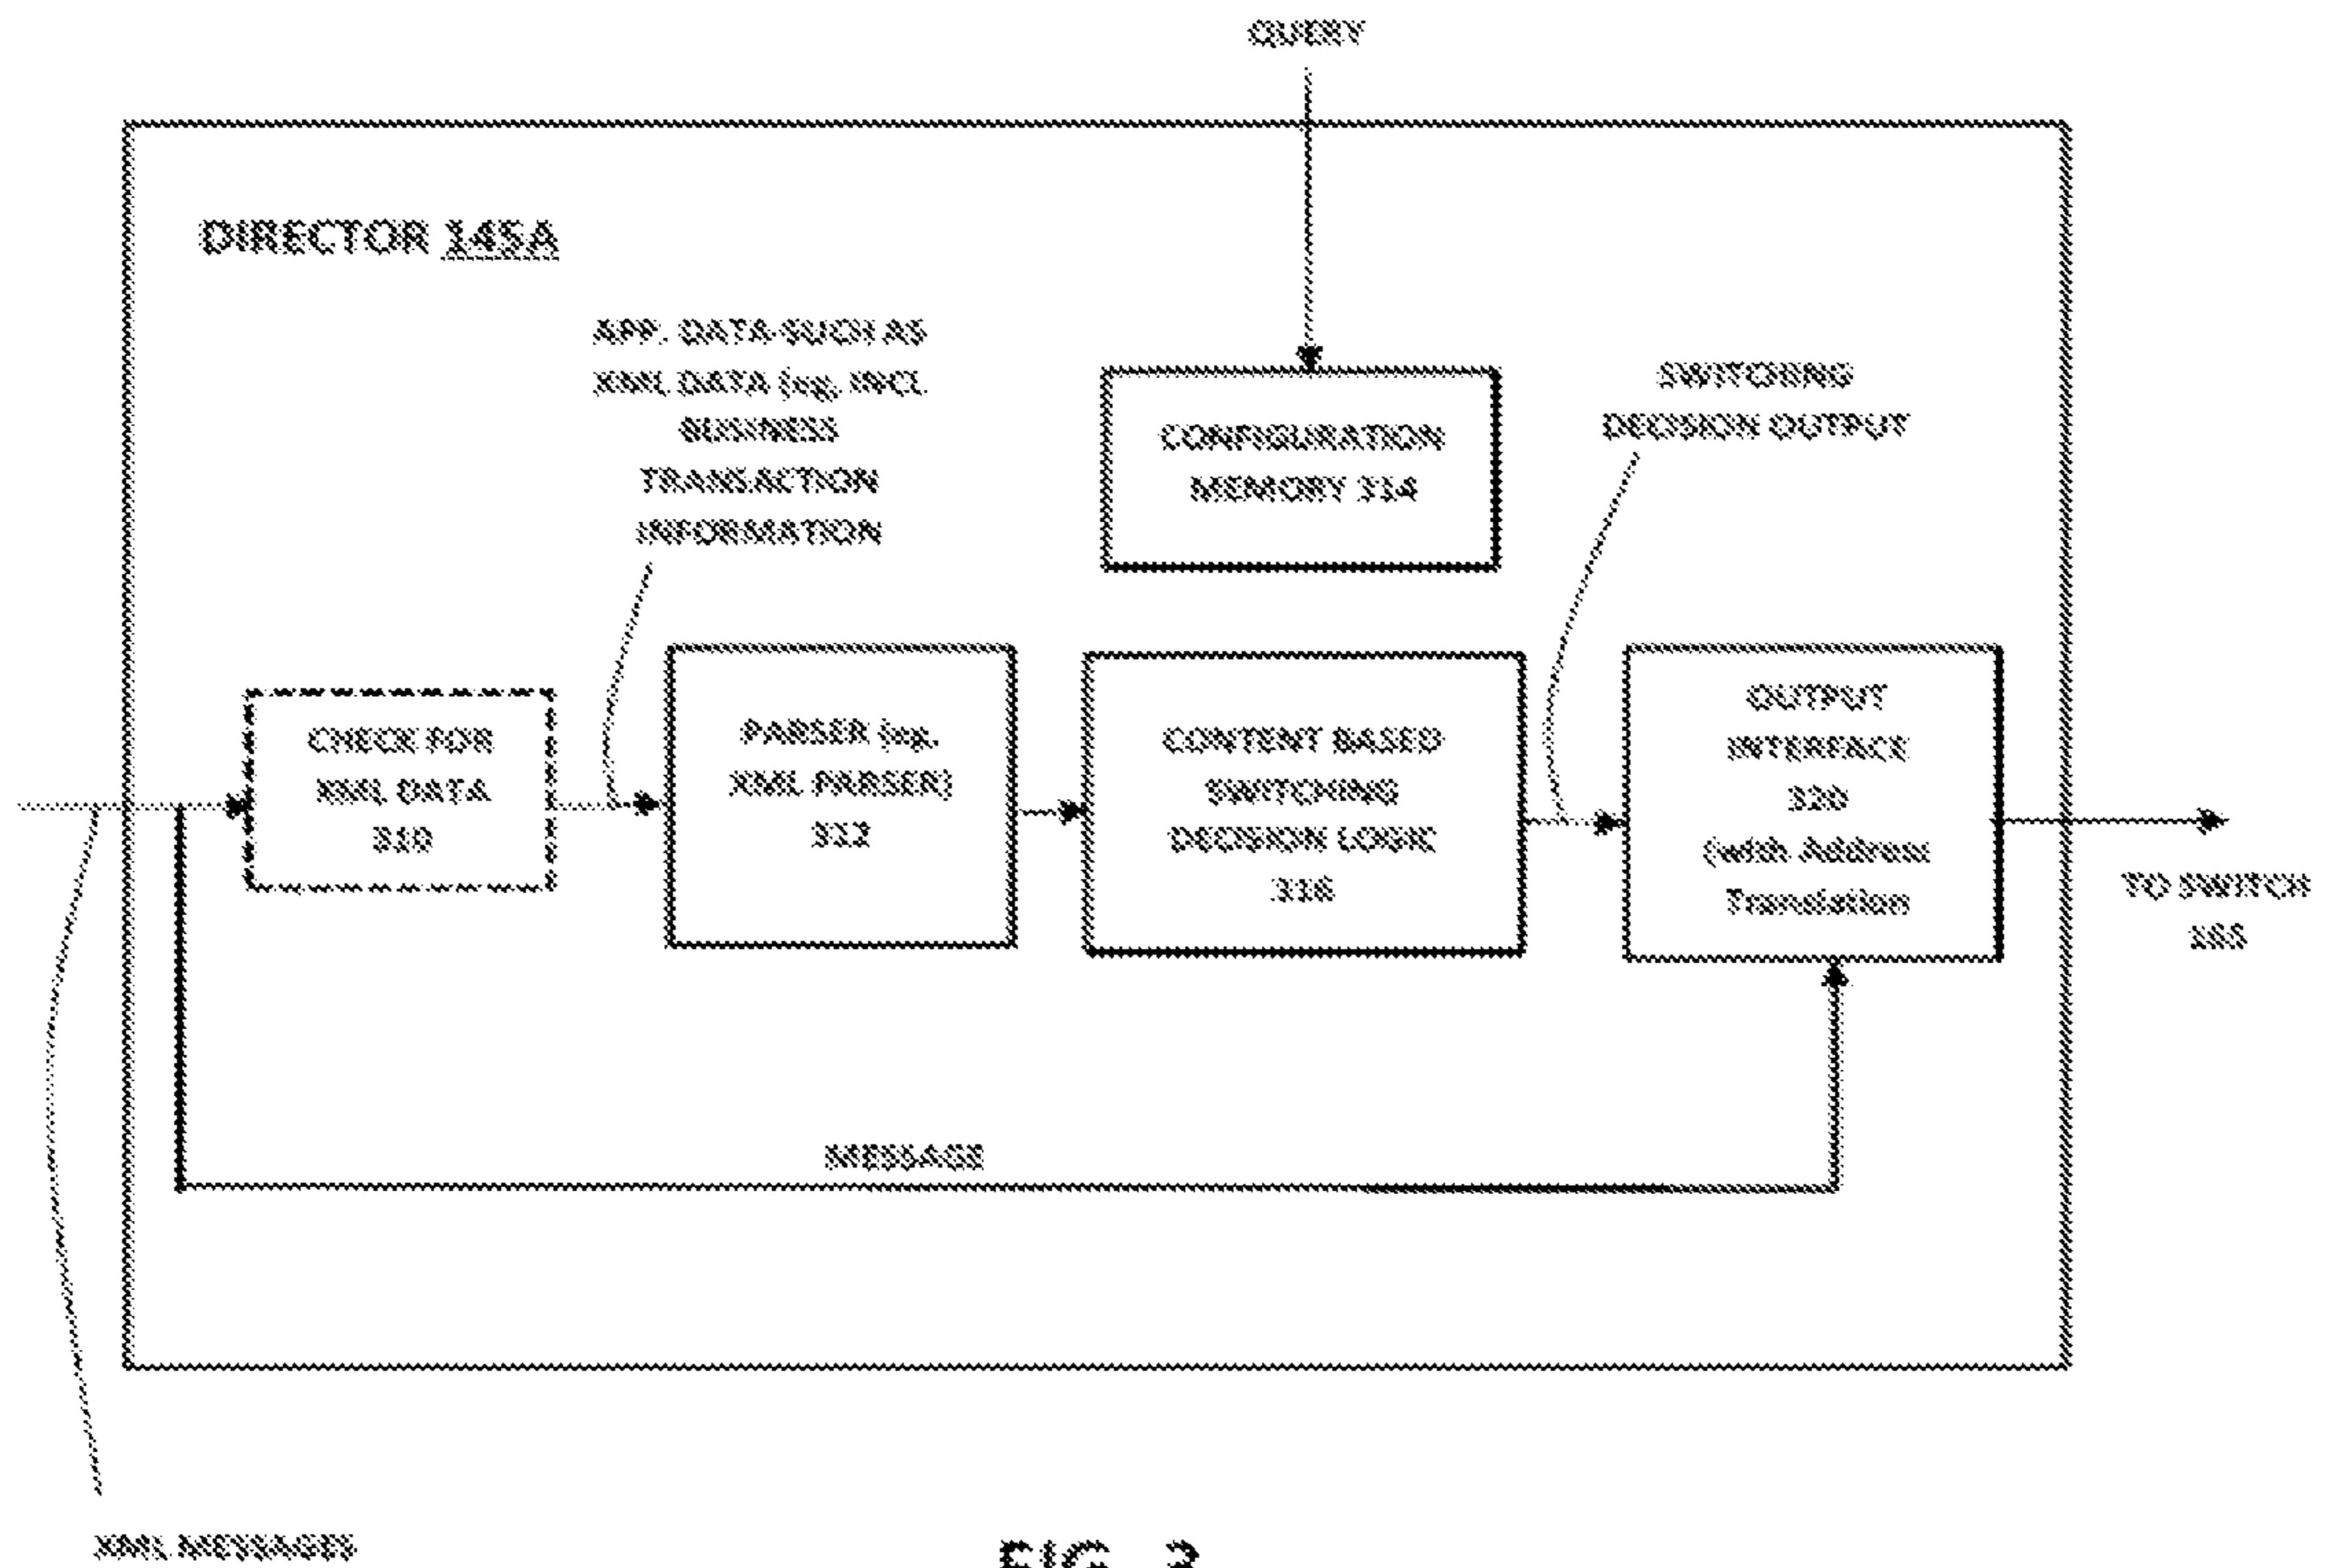 QUERY
DIRECTOR 145A
APP. DATA-SUCH AS
XML DATA (eg. INCL.
BUSINESS
TRANSACTION
INFORMATION
CONFIGURATION
MEMORY 314
SWITCHING
DECISION OUTPUT
CHECK FOR
XML DATA
310
PARSER (eg.
XML PARSER)
312
CONTENT BASED
SWITCHING
DECISION LOGIC
316
OUTPUT
INTERFACE
320
(with Address
Translation
TO SWITCH
165
MESSAGE
XML MESSAGES
FIG. 3